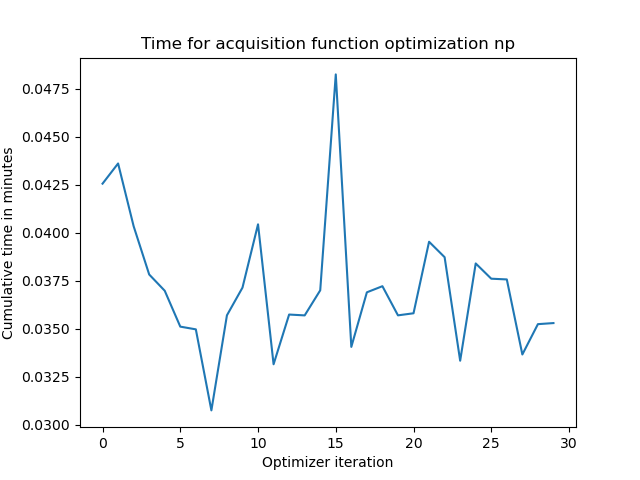 Time for acquisition function optimization np
Cumulative time in minutes
0.0475
0.0450
0.0425
0.0400
0.0375
0.0350
0.0325
0.0300
0 5 10 15 20 25 30
Optimizer iteration